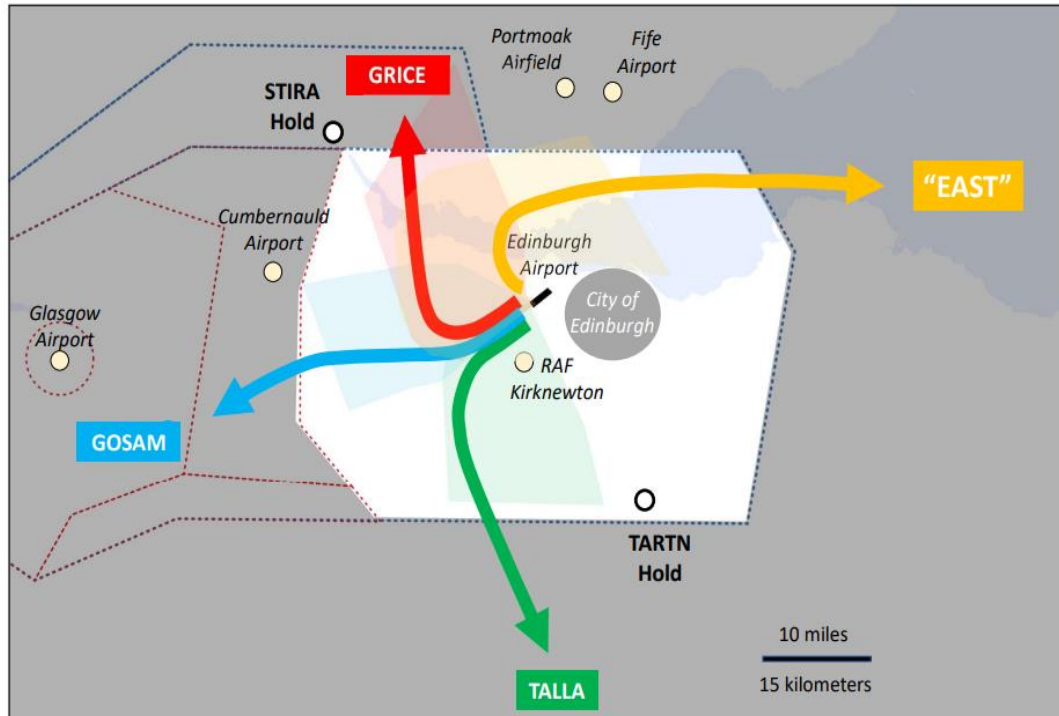 Portmoak
Airfield
Fife
Airport
GRICE
STIRA
Hold
"EAST"
Cumbernauld
Airport
Edinburgh
Airport
City of
Edinburgh
Glasgow
Airport
RAF
Kirknewton
GOSAM
TARTN
Hold
10 miles
15 kilometers
TALLA